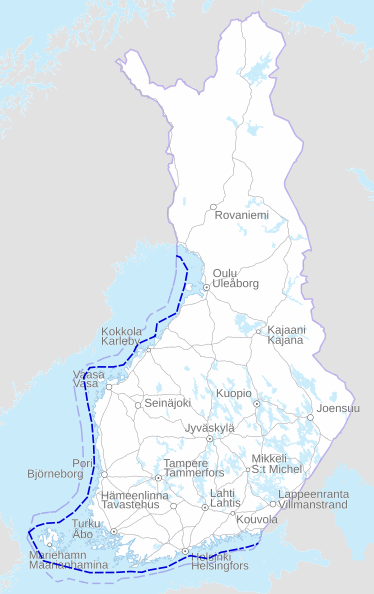 Rovaniemi
Oulu
Uleåborg
Kokkola
Karleby
Kajaani
Kajana
Vaasa
Vasa
Seinäjoki
Kuopio
Joensuu
Jyväskylä
Pori
Björneborg
Tampere
Tammerfors
Mikkeli
S:t Michel
Hämeenlinna
Tavastehus
Lahti
Lahtis
Lappeenranta
Villmanstrand
Kouvola
Turku
Åbo
Mariehamn
Maarianhamina
Helsinki
Helsingfors